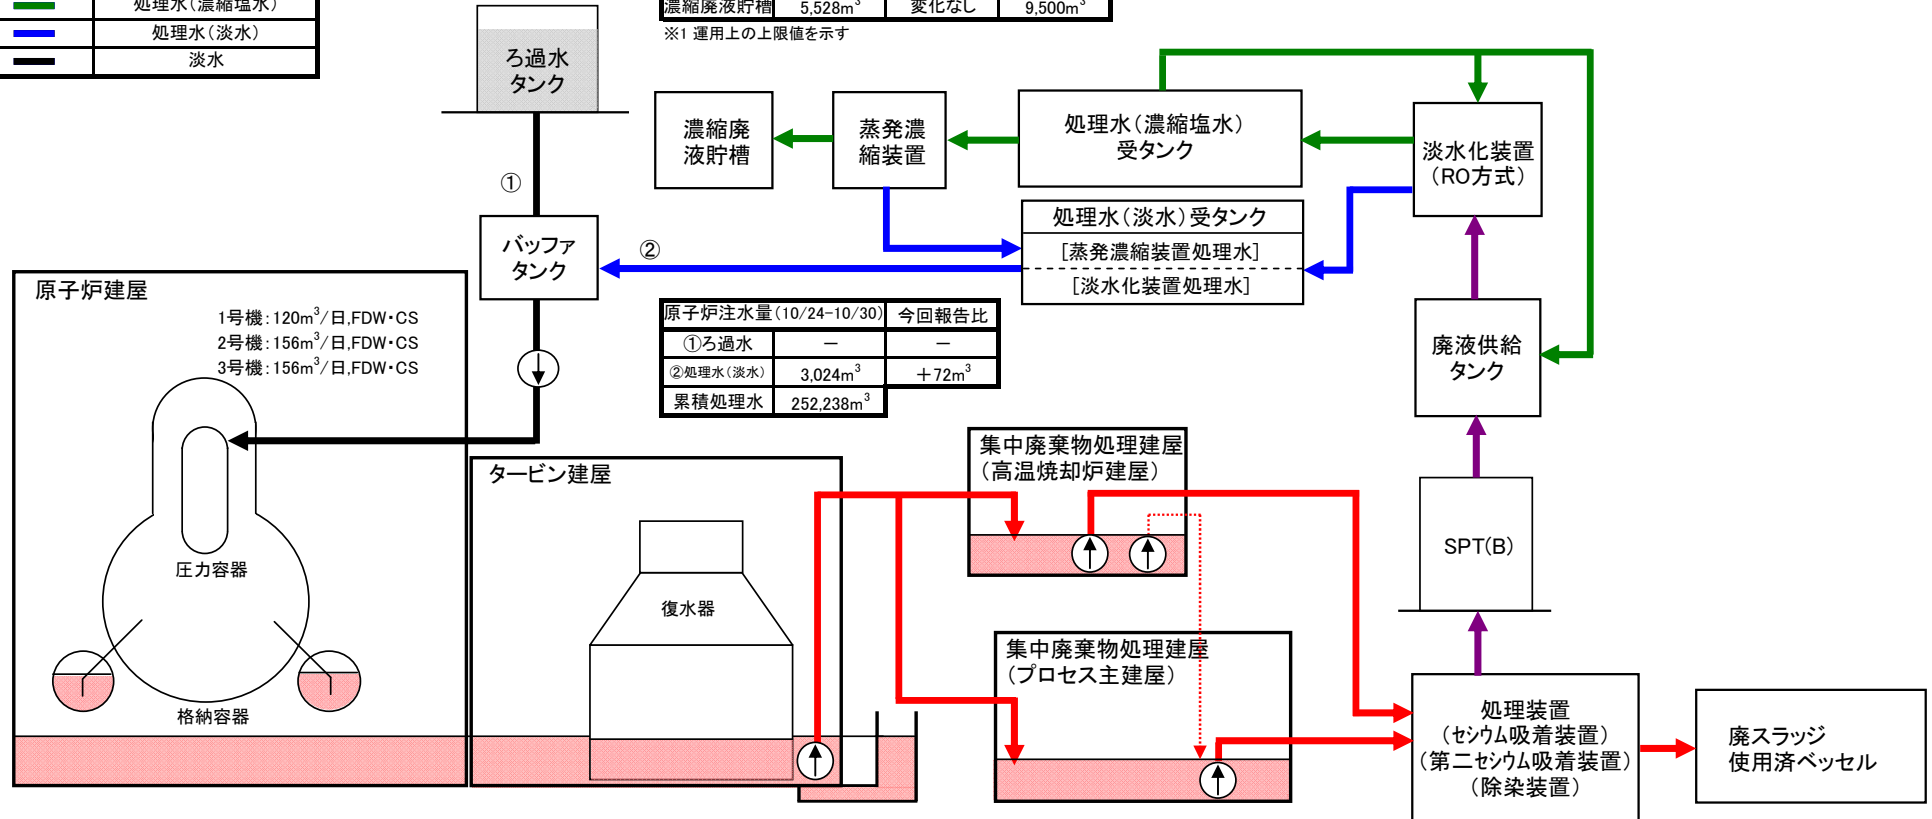 処理水(濃縮塩水)
処理水(淡水)
淡水
濃縮廃液貯槽 5,528m³ 変化なし 9,500m³
※1 運用上の上限値を示す
ろ過水
タンク
①
バッファ
タンク
②
濃縮廃
液貯槽
蒸発濃
縮装置
処理水(濃縮塩水)
受タンク
淡水化装置
(RO方式)
処理水(淡水)受タンク
[蒸発濃縮装置処理水]
[淡水化装置処理水]
原子炉建屋
1号機:120m³/日,FDW・CS
2号機:156m³/日,FDW・CS
3号機:156m³/日,FDW・CS
原子炉注水量(10/24-10/30) 今回報告比
①ろ過水 － －
②処理水(淡水) 3,024m³ +72m³
累積処理水 252,238m³
廃液供給
タンク
圧力容器
格納容器
タービン建屋
復水器
集中廃棄物処理建屋
(高温焼却炉建屋)
集中廃棄物処理建屋
(プロセス主建屋)
SPT(B)
処理装置
(セシウム吸着装置)
(第二セシウム吸着装置)
(除染装置)
廃スラッジ
使用済ベッセル